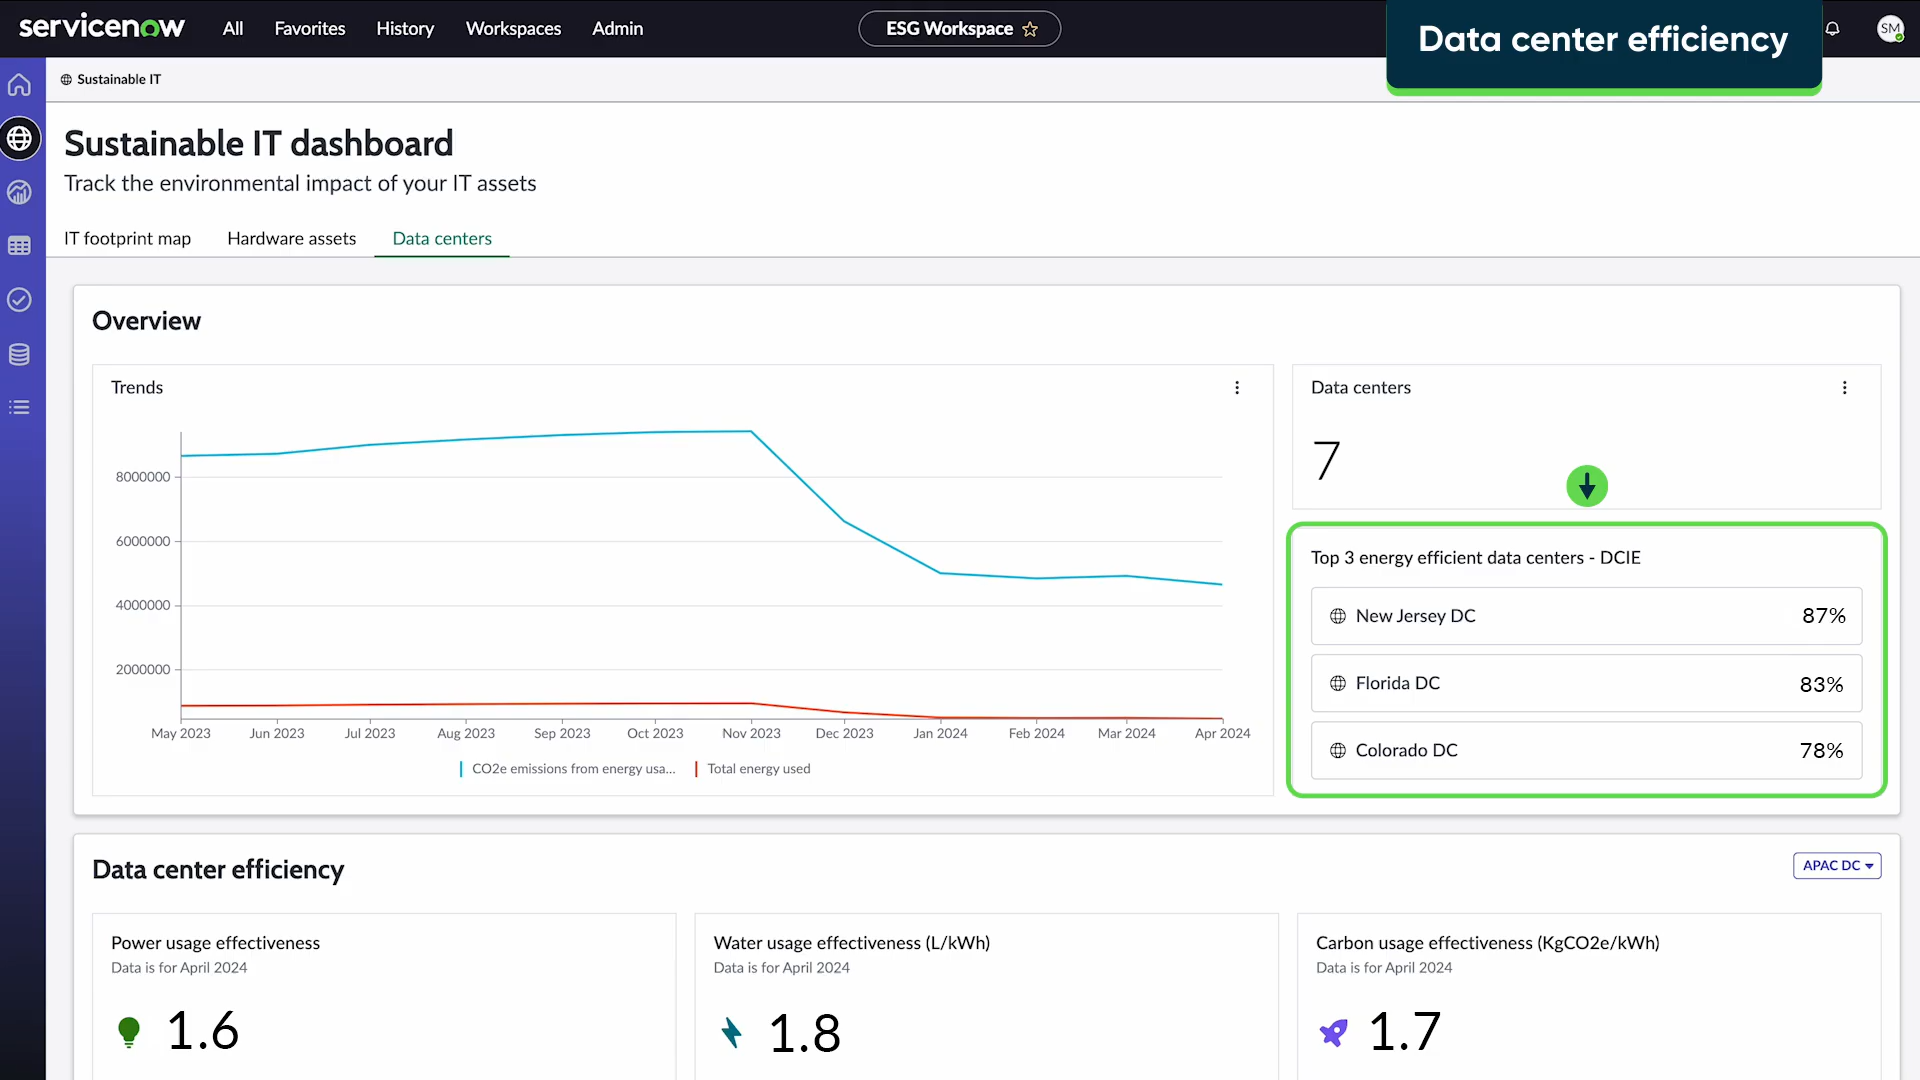 servicenow
All
Favorites
History
Workspaces
Admin
ESG Workspace
Data center efficiency
SM
Sustainable IT
Sustainable IT dashboard
Track the environmental impact of your IT assets
IT footprint map
Hardware assets
Data centers
Overview
Trends
8000000
6000000
4000000
2000000
May 2023
Jun 2023
Jul 2023
Aug 2023
Sep 2023
Oct 2023
Nov 2023
Dec 2023
Jan 2024
Feb 2024
Mar 2024
Apr 2024
CO2e emissions from energy usa...
Total energy used
Data centers
7
Top 3 energy efficient data centers - DCIE
New Jersey DC 87%
Florida DC 83%
Colorado DC 78%
Data center efficiency
APAC DC
Power usage effectiveness
Data is for April 2024
1.6
Water usage effectiveness (L/kWh)
Data is for April 2024
1.8
Carbon usage effectiveness (KgCO2e/kWh)
Data is for April 2024
1.7